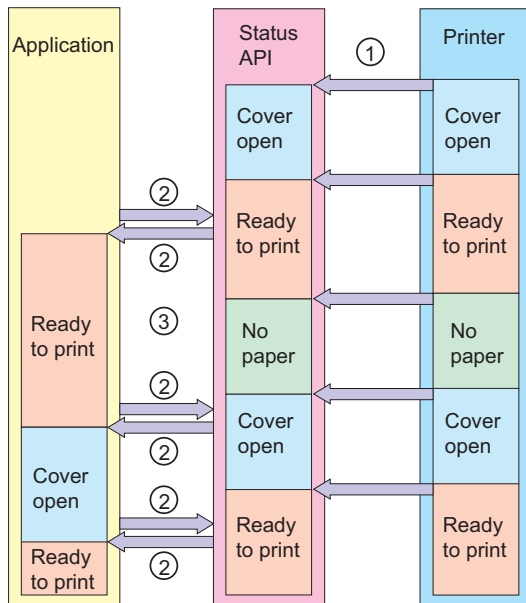 Application
Status
API
Printer
①
Cover
open
Cover
open
②
Ready
to print
Ready
to print
②
Ready
to print
③
No
paper
No
paper
②
Cover
open
Cover
open
②
Cover
open
②
Ready
to print
Ready
to print
②
Ready
to print